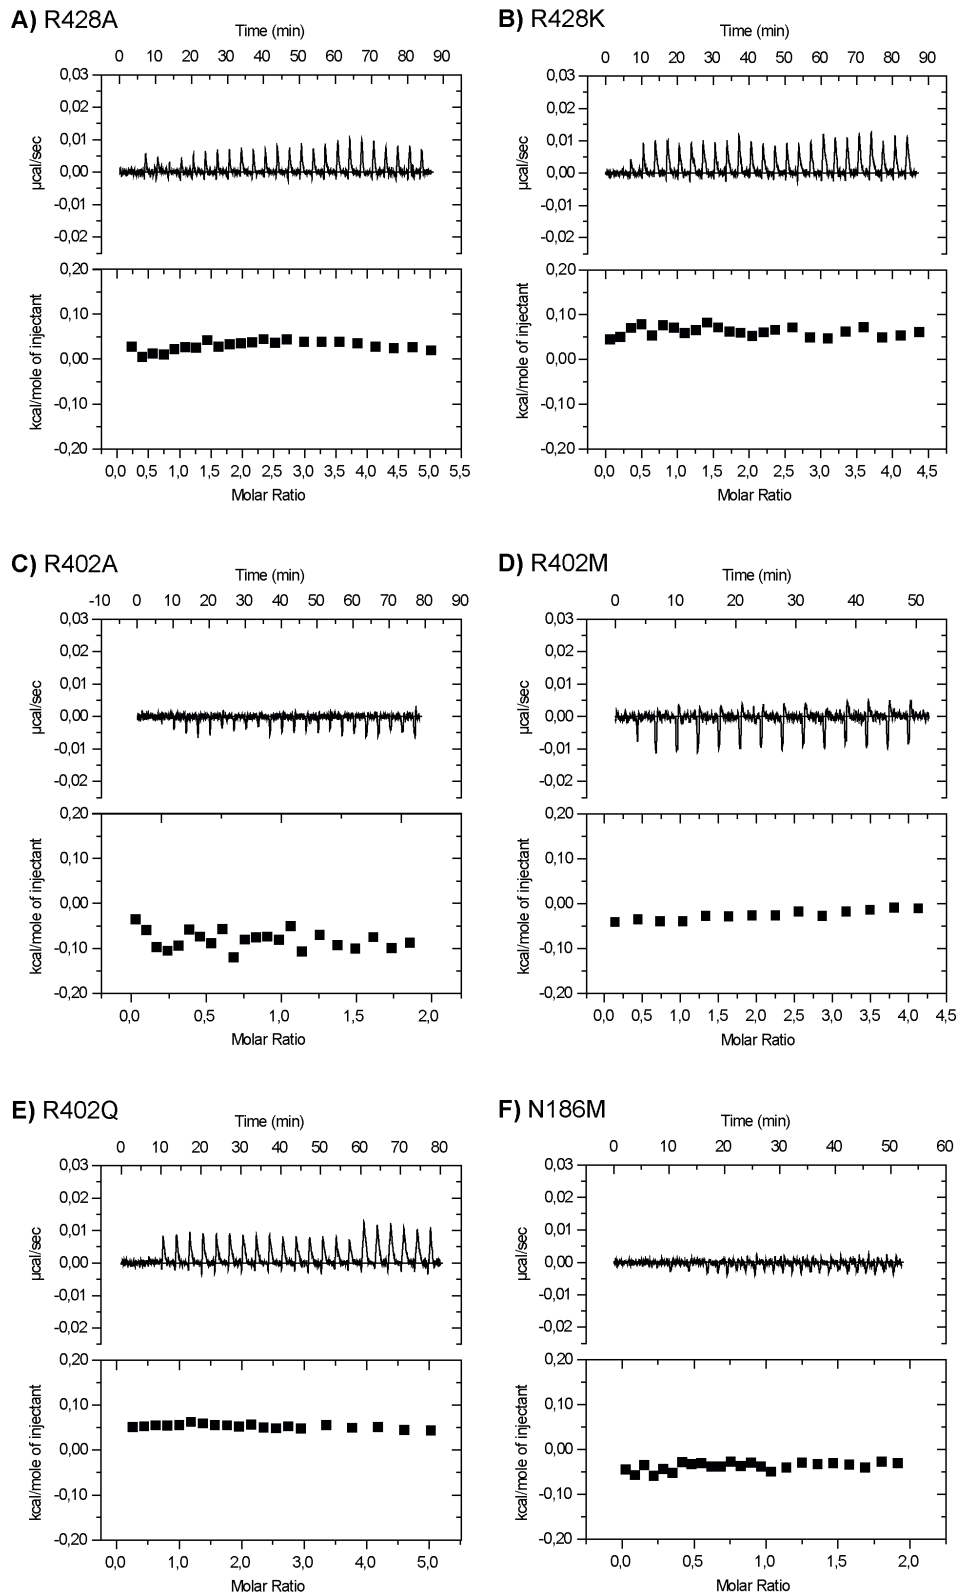 A) R428A
Time (min)
0 10 20 30 40 50 60 70 80 90
0,03
0,02
0,01
0,00
-0,01
-0,02
µcal/sec
0,20
0,10
0,00
-0,10
-0,20
kcal/mole of injectant
0,0 0,5 1,0 1,5 2,0 2,5 3,0 3,5 4,0 4,5 5,0 5,5
Molar Ratio
B) R428K
Time (min)
0 10 20 30 40 50 60 70 80 90
0,03
0,02
0,01
0,00
-0,01
-0,02
µcal/sec
0,20
0,10
0,00
-0,10
-0,20
kcal/mole of injectant
0,0 0,5 1,0 1,5 2,0 2,5 3,0 3,5 4,0 4,5
Molar Ratio
C) R402A
Time (min)
-10 0 10 20 30 40 50 60 70 80 90
0,03
0,02
0,01
0,00
-0,01
-0,02
µcal/sec
0,20
0,10
0,00
-0,10
-0,20
kcal/mole of injectant
0,0 0,5 1,0 1,5 2,0
Molar Ratio
D) R402M
Time (min)
0 10 20 30 40 50
0,03
0,02
0,01
0,00
-0,01
-0,02
µcal/sec
0,20
0,10
0,00
-0,10
-0,20
kcal/mole of injectant
0,0 0,5 1,0 1,5 2,0 2,5 3,0 3,5 4,0 4,5
Molar Ratio
E) R402Q
Time (min)
0 10 20 30 40 50 60 70 80
0,03
0,02
0,01
0,00
-0,01
-0,02
µcal/sec
0,20
0,10
0,00
-0,10
-0,20
kcal/mole of injectant
0,0 1,0 2,0 3,0 4,0 5,0
Molar Ratio
F) N186M
Time (min)
0 10 20 30 40 50 60
0,03
0,02
0,01
0,00
-0,01
-0,02
µcal/sec
0,20
0,10
0,00
-0,10
-0,20
kcal/mole of injectant
0,0 0,5 1,0 1,5 2,0
Molar Ratio